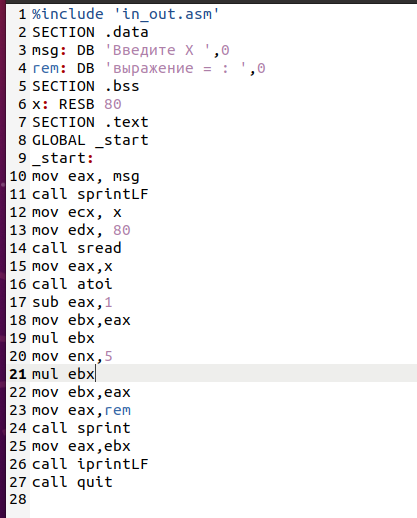 1 %include 'in_out.asm'
2 SECTION .data
3 msg: DB 'Введите X ',0
4 rem: DB 'выражение = : ',0
5 SECTION .bss
6 x: RESB 80
7 SECTION .text
8 GLOBAL _start
9 _start:
10 mov eax, msg
11 call sprintLF
12 mov ecx, x
13 mov edx, 80
14 call sread
15 mov eax,x
16 call atoi
17 sub eax,1
18 mov ebx,eax
19 mul ebx
20 mov enx,5
21 mul ebx
22 mov ebx,eax
23 mov eax,rem
24 call sprint
25 mov eax,ebx
26 call iprintLF
27 call quit
28